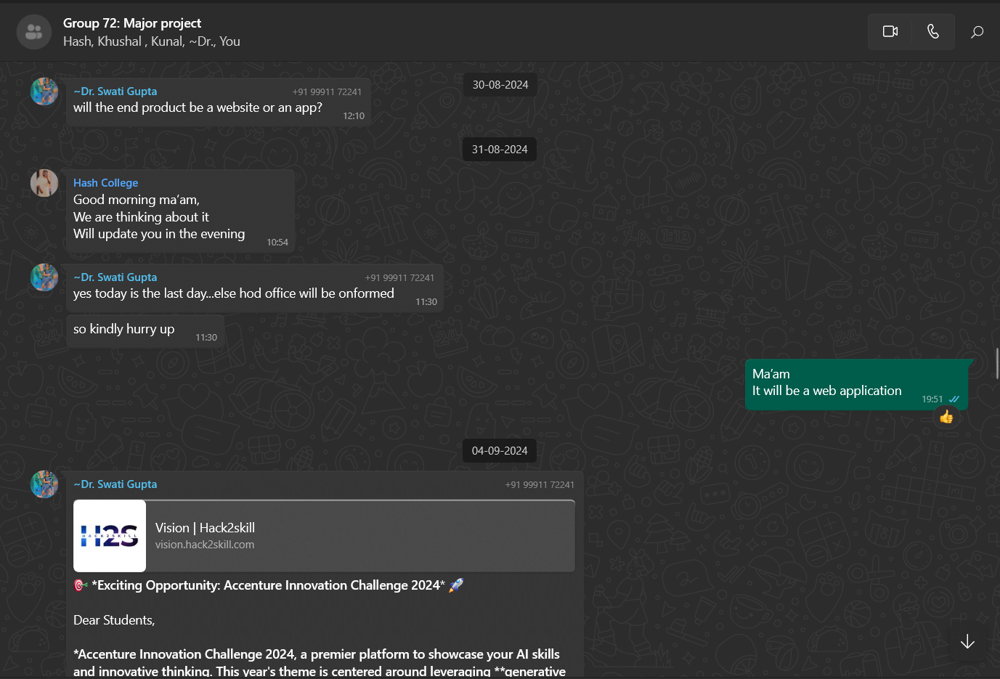 Group 72: Major project
Hash, Khushal , Kunal, ~Dr., You
30-08-2024
~Dr. Swati Gupta +91 99911 72241
will the end product be a website or an app?
12:10
31-08-2024
Hash College
Good morning ma’am,
We are thinking about it
Will update you in the evening
10:54
~Dr. Swati Gupta +91 99911 72241
yes today is the last day...else hod office will be onformed
11:30
so kindly hurry up
11:30
Ma’am
It will be a web application
19:51
04-09-2024
~Dr. Swati Gupta +91 99911 72241
H2S
HACK2SKILL
Vision | Hack2skill
vision.hack2skill.com
🎯 *Exciting Opportunity: Accenture Innovation Challenge 2024* 🚀
Dear Students,
*Accenture Innovation Challenge 2024, a premier platform to showcase your AI skills
and innovative thinking. This year's theme is centered around leveraging **generative